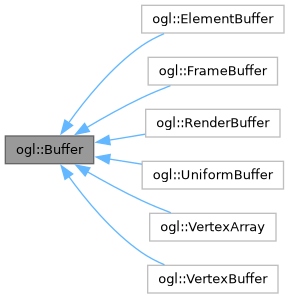 ogl::ElementBuffer
ogl::FrameBuffer
ogl::RenderBuffer
ogl::Buffer
ogl::UniformBuffer
ogl::VertexArray
ogl::VertexBuffer